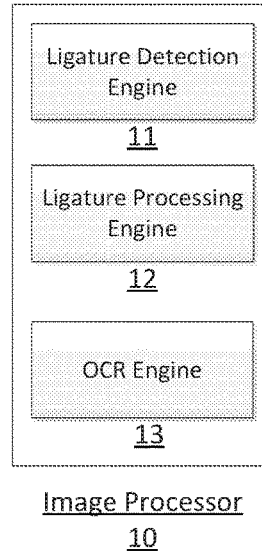 Ligature Detection
Engine
11
Ligature Processing
Engine
12
OCR Engine
13
Image Processor
10